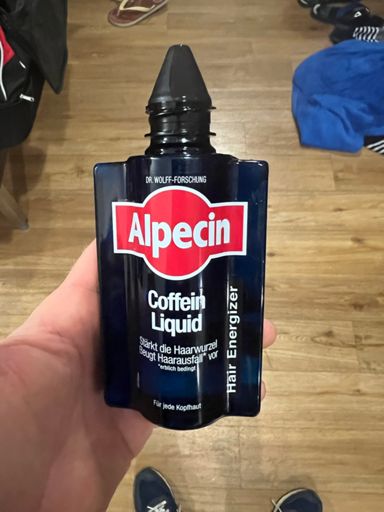 DR. WOLFF-FORSCHUNG
Alpecin
Coffein
Liquid
Stärkt die Haarwurzel
Beugt Haarausfall* vor
*erblich bedingt
Für jede Kopfhaut
Hair Energizer